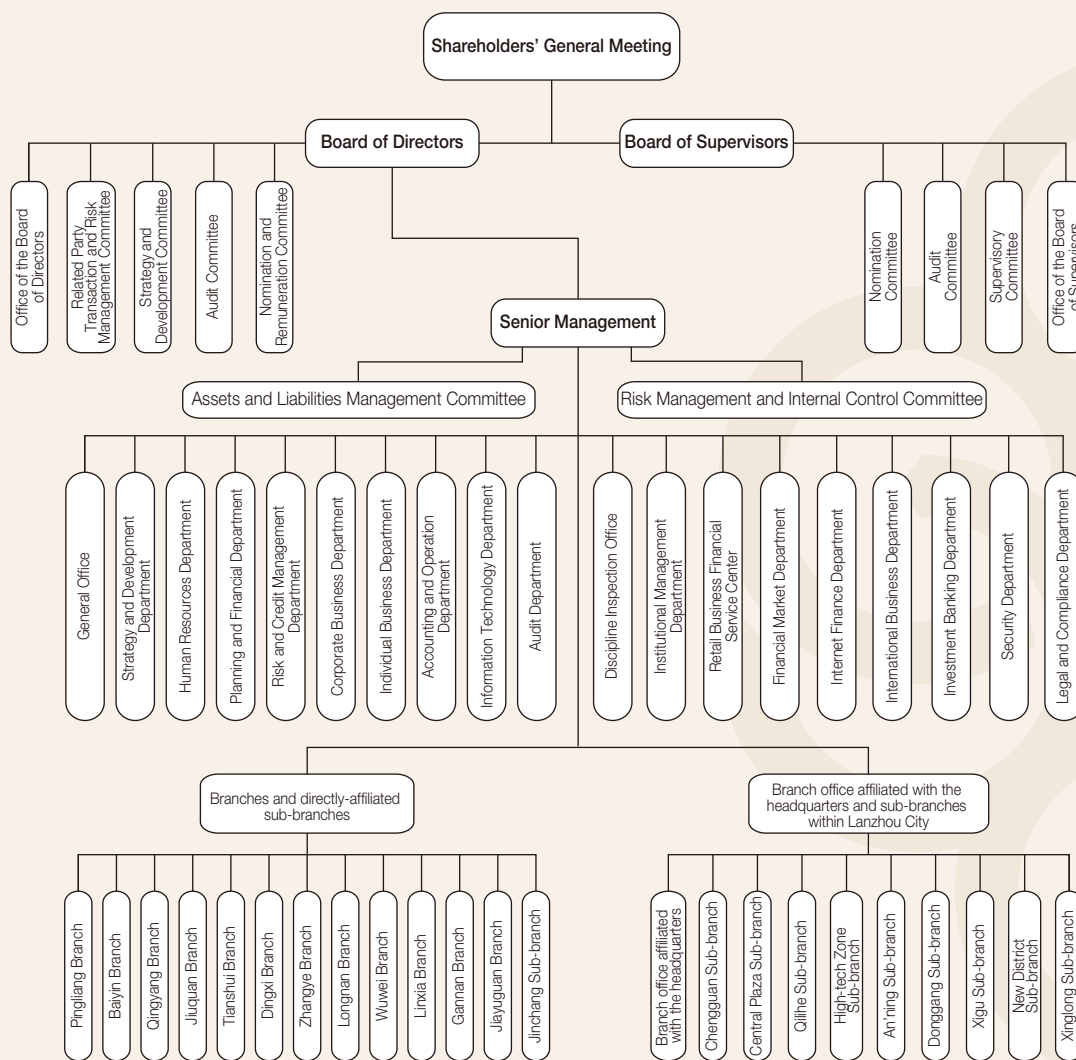 Shareholders' General Meeting
Board of Directors
Board of Supervisors
Office of the Board
of Directors
Related Party
Transaction and Risk
Management Committee
Strategy and
Development Committee
Audit Committee
Nomination and
Remuneration Committee
Nomination
Committee
Audit
Committee
Supervisory
Committee
Office of the Board
of Supervisors
Senior Management
Assets and Liabilities Management Committee
Risk Management and Internal Control Committee
General Office
Strategy and Development
Department
Human Resources Department
Planning and Financial Department
Risk and Credit Management
Department
Corporate Business Department
Individual Business Department
Accounting and Operation
Department
Information Technology Department
Audit Department
Discipline Inspection Office
Institutional Management
Department
Retail Business Financial
Service Center
Financial Market Department
Internet Finance Department
International Business Department
Investment Banking Department
Security Department
Legal and Compliance Department
Branches and directly-affiliated
sub-branches
Branch office affiliated with the
headquarters and sub-branches
within Lanzhou City
Pingliang Branch
Baiyin Branch
Qingyang Branch
Jiuquan Branch
Tianshui Branch
Dingxi Branch
Zhangye Branch
Longnan Branch
Wuwei Branch
Linxia Branch
Gannan Branch
Jiayuguan Branch
Jinchang Sub-branch
Branch office affiliated
with the headquarters
Chengguan Sub-branch
Central Plaza Sub-branch
Qilihe Sub-branch
High-tech Zone
Sub-branch
An'ning Sub-branch
Donggang Sub-branch
Xigu Sub-branch
New District
Sub-branch
Xinglong Sub-branch